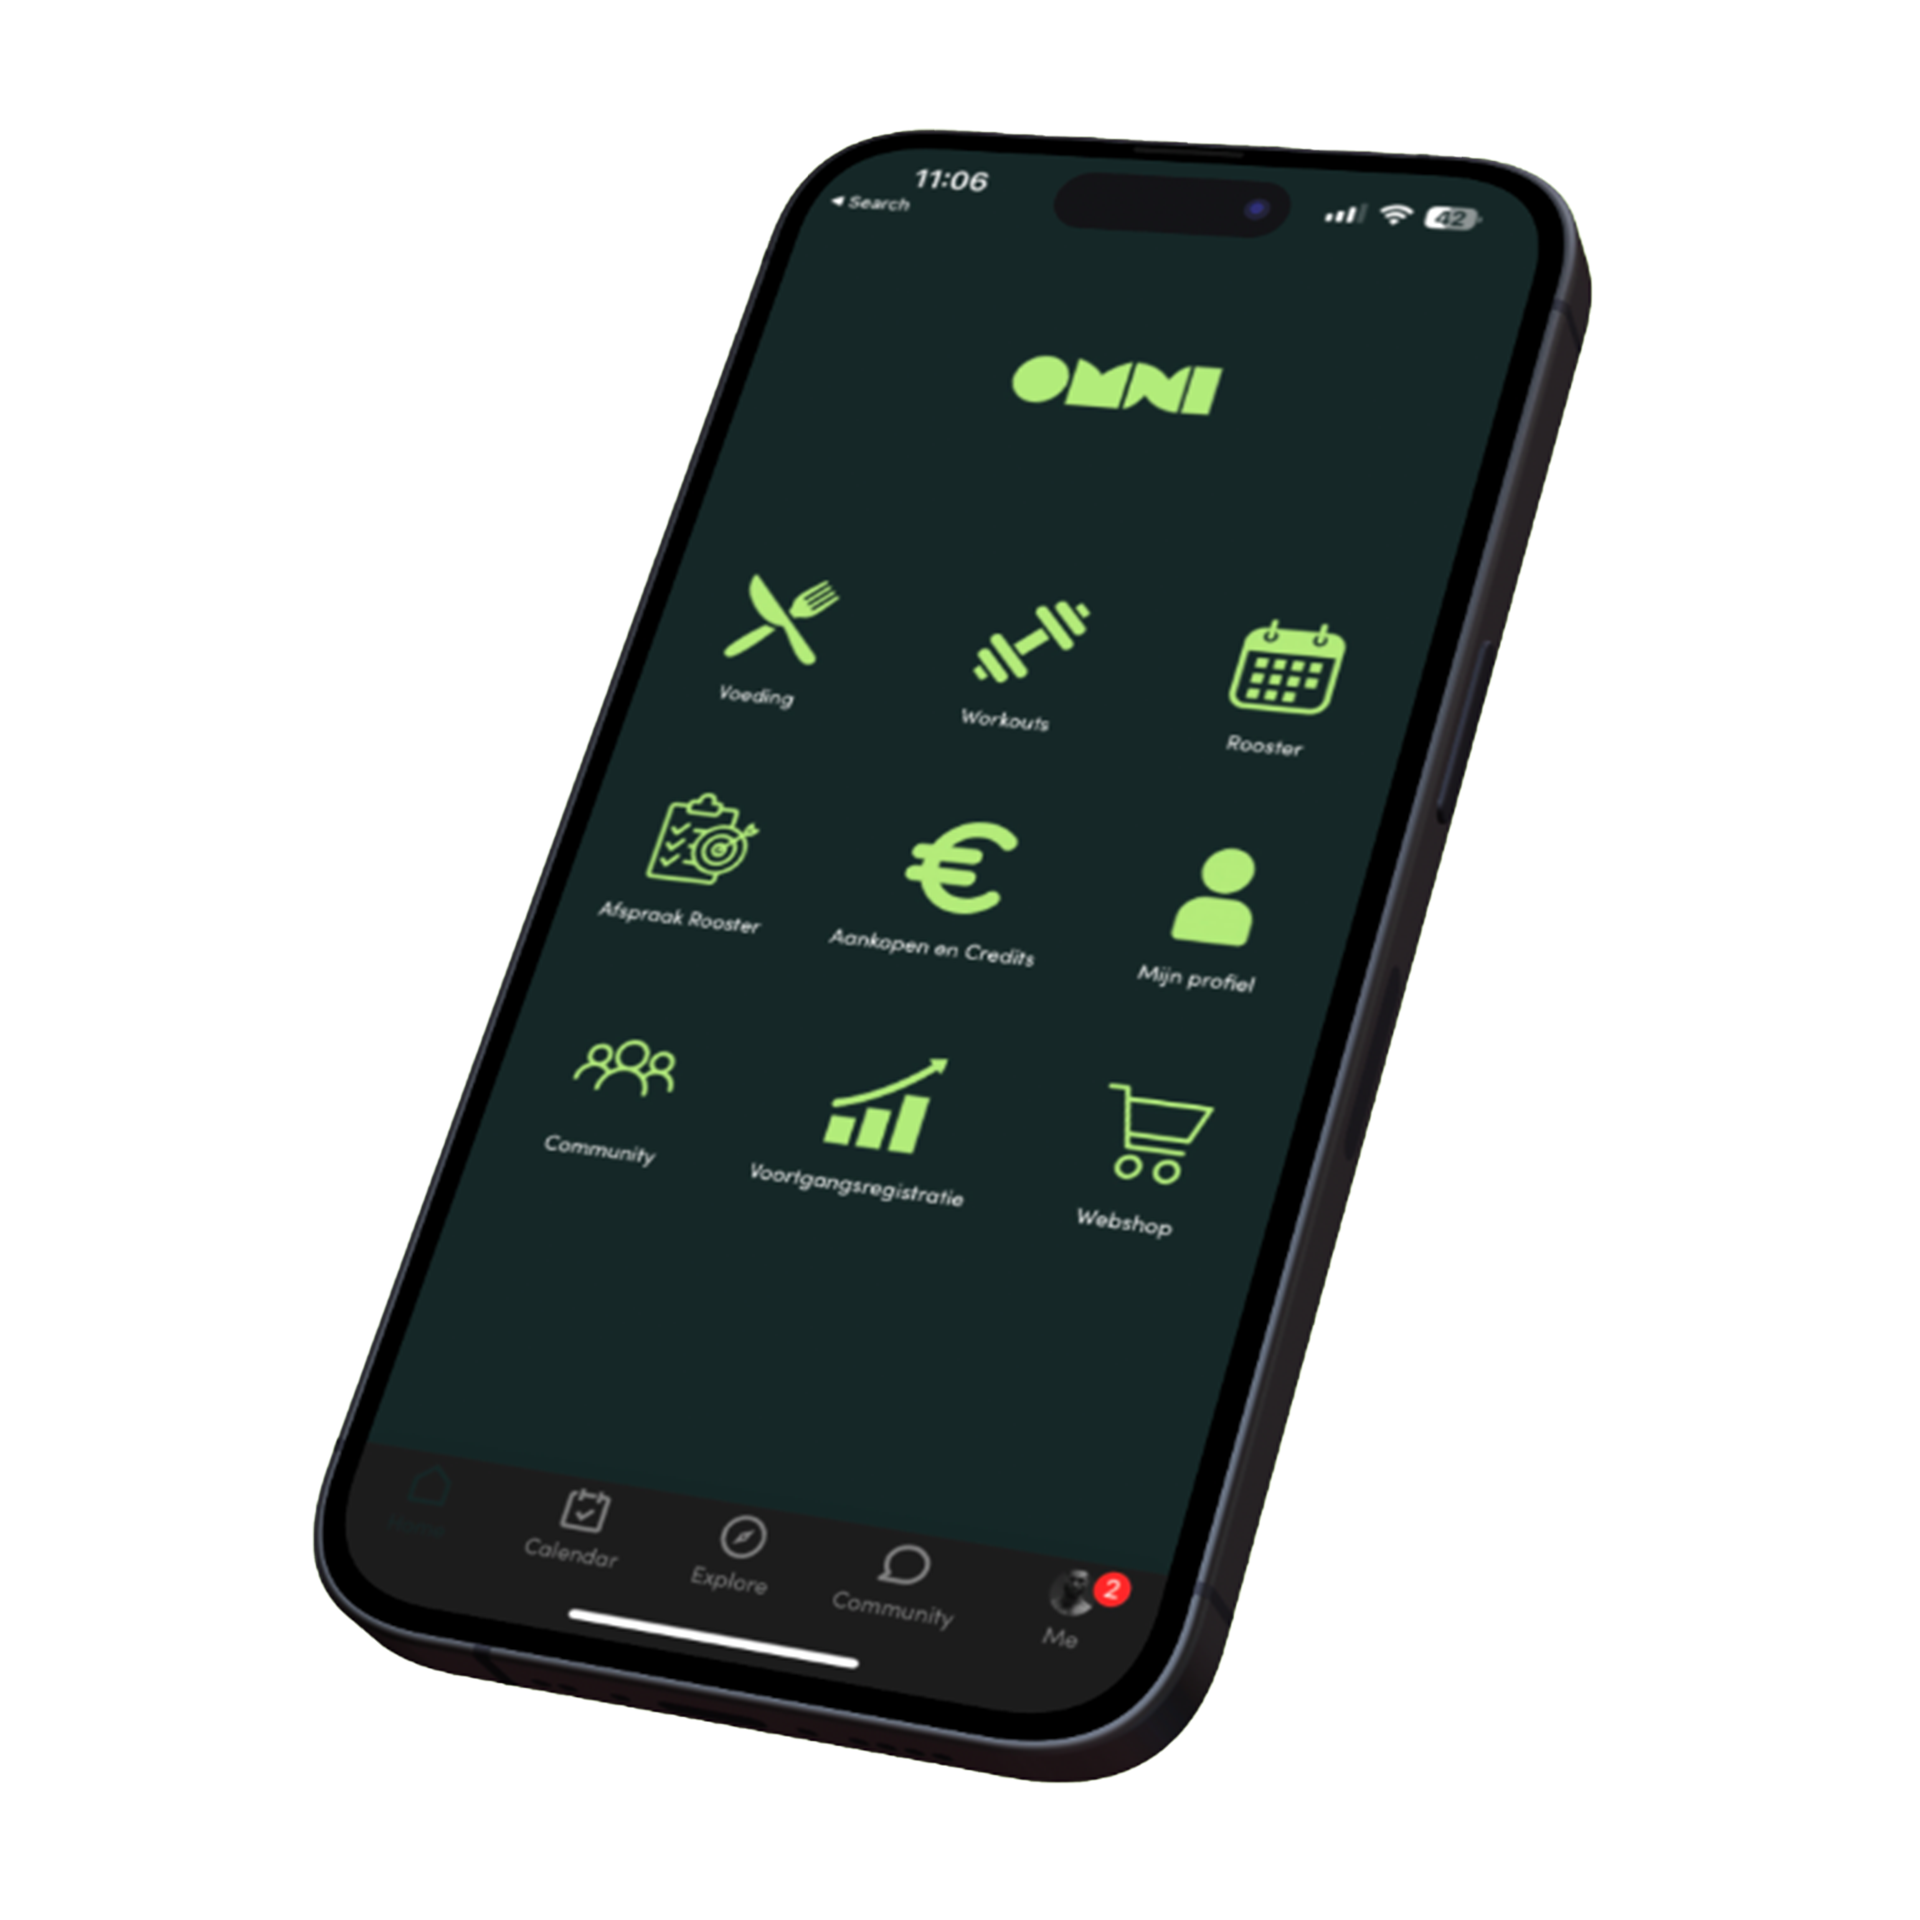 11:06
Search
42
OMNI
Voeding
Workouts
Rooster
Afspraak Rooster
Aankopen en Credits
Mijn profiel
Community
Voortgangsregistratie
Webshop
Home
Calendar
Explore
Community
Me
2